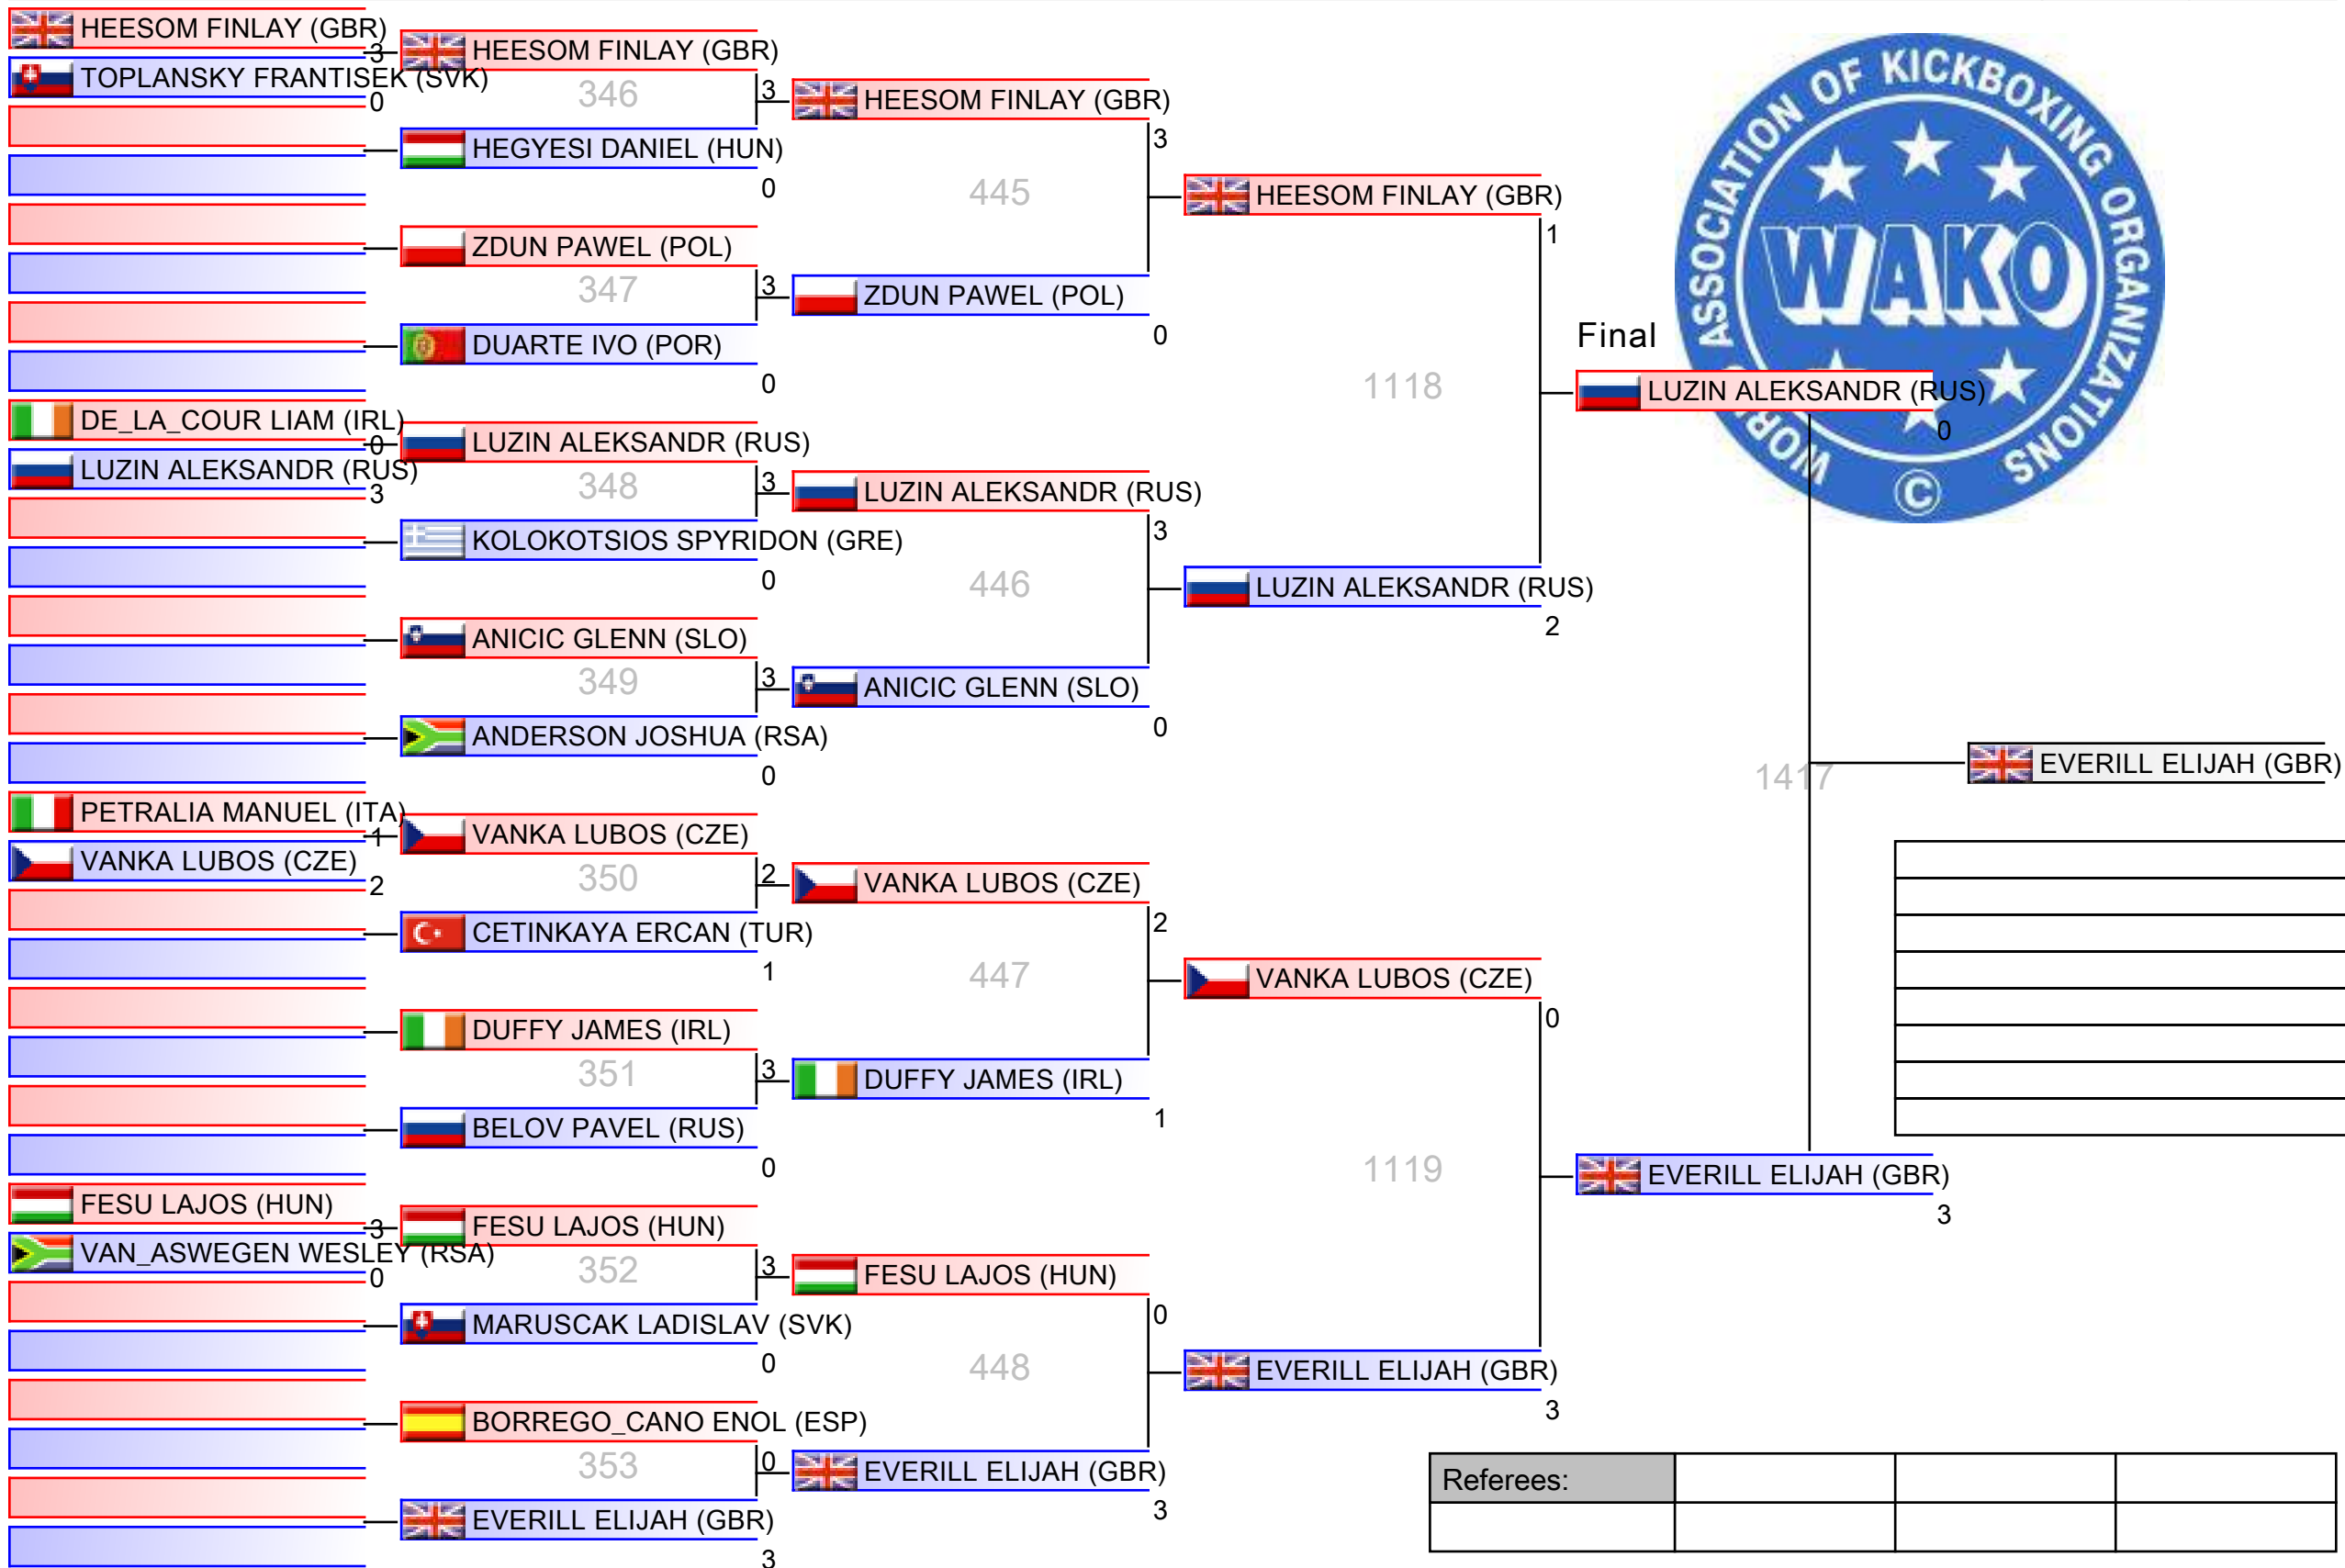 HEESOM FINLAY (GBR)
3
TOPLANSKY FRANTISEK (SVK)
0
DE_LA_COUR LIAM (IRL)
0
LUZIN ALEKSANDR (RUS)
3
PETRALIA MANUEL (ITA)
1
VANKA LUBOS (CZE)
2
FESU LAJOS (HUN)
3
VAN_ASWEGEN WESLEY (RSA)
0
HEESOM FINLAY (GBR)
346
3
HEGYESI DANIEL (HUN)
0
ZDUN PAWEL (POL)
347
3
DUARTE IVO (POR)
0
LUZIN ALEKSANDR (RUS)
348
3
KOLOKOTSIOS SPYRIDON (GRE)
0
ANICIC GLENN (SLO)
349
3
ANDERSON JOSHUA (RSA)
0
VANKA LUBOS (CZE)
350
2
CETINKAYA ERCAN (TUR)
1
DUFFY JAMES (IRL)
351
3
BELOV PAVEL (RUS)
0
FESU LAJOS (HUN)
352
3
MARUSCAK LADISLAV (SVK)
0
BORREGO_CANO ENOL (ESP)
353
0
EVERILL ELIJAH (GBR)
3
HEESOM FINLAY (GBR)
3
445
ZDUN PAWEL (POL)
0
LUZIN ALEKSANDR (RUS)
3
446
ANICIC GLENN (SLO)
0
VANKA LUBOS (CZE)
2
447
DUFFY JAMES (IRL)
1
FESU LAJOS (HUN)
0
448
EVERILL ELIJAH (GBR)
3
HEESOM FINLAY (GBR)
1
1118
LUZIN ALEKSANDR (RUS)
2
VANKA LUBOS (CZE)
0
1119
EVERILL ELIJAH (GBR)
3
Final
LUZIN ALEKSANDR (RUS)
0
1417
EVERILL ELIJAH (GBR)
3
EVERILL ELIJAH (GBR)
ASSOCIATION OF KICKBOXING ORGANIZATIONS
WAKO
©
Referees: